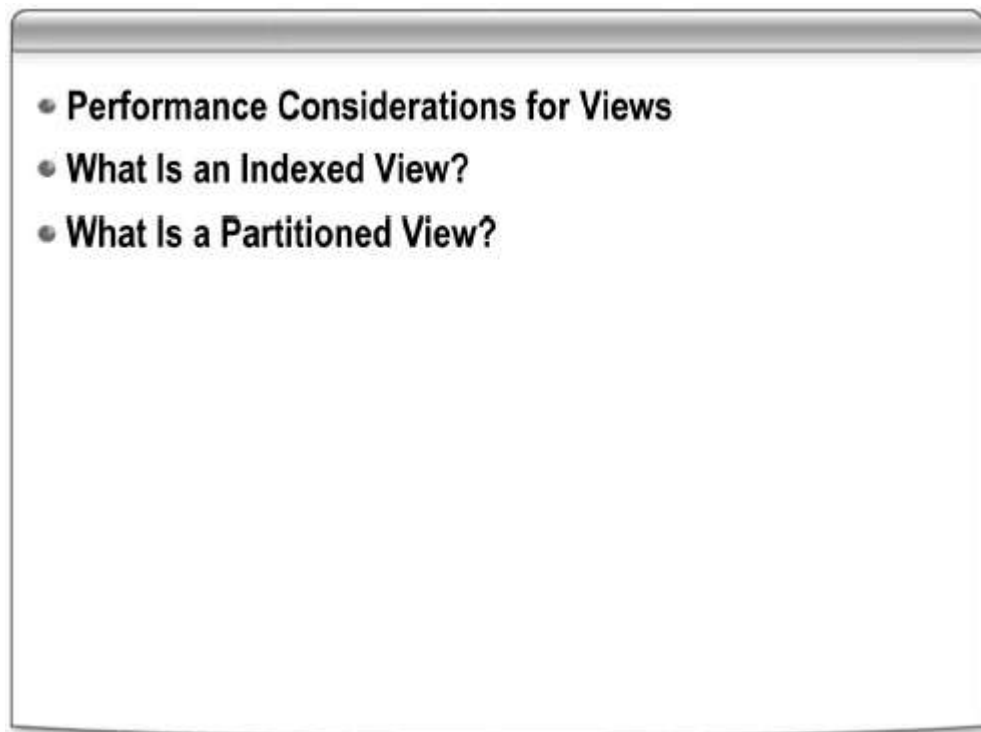 Performance Considerations for Views
What Is an Indexed View?
What Is a Partitioned View?